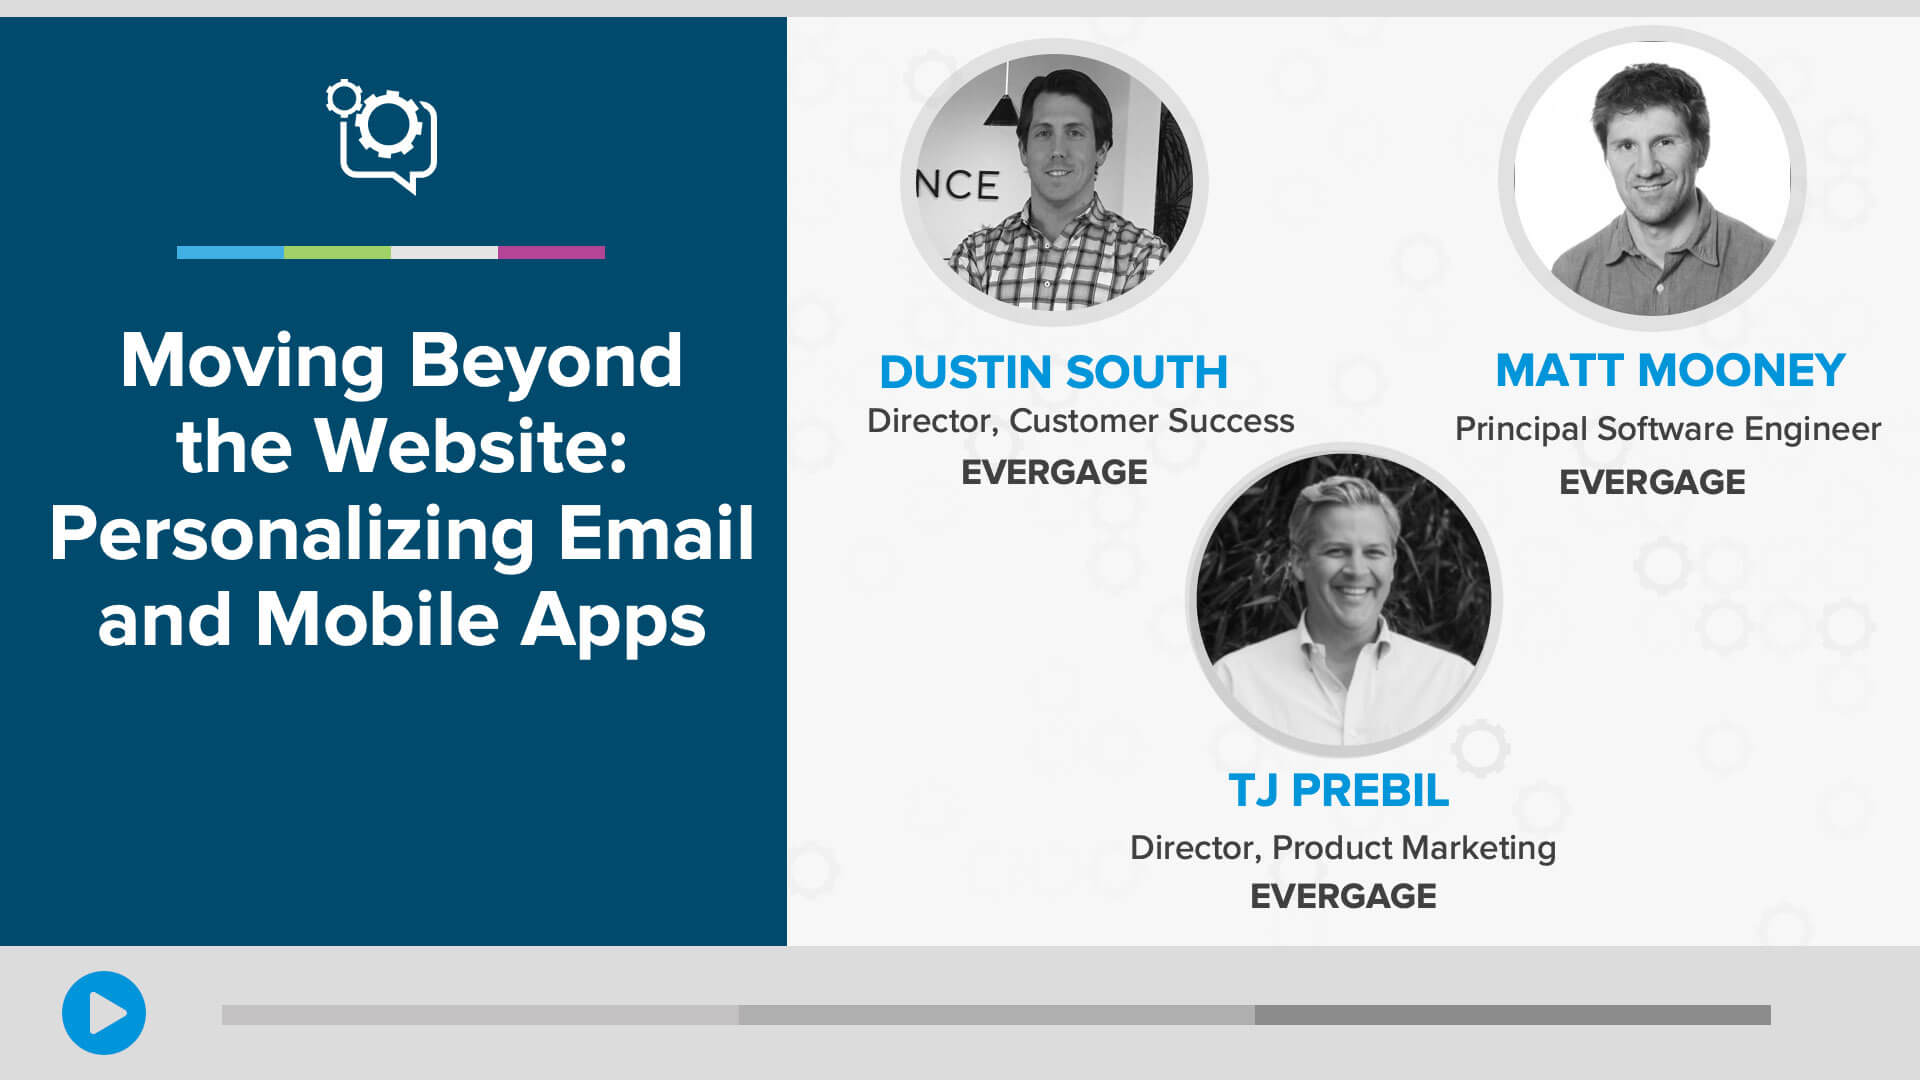 Moving Beyond
the Website:
Personalizing Email
and Mobile Apps
NCE
DUSTIN SOUTH
Director, Customer Success
EVERGAGE
MATT MOONEY
Principal Software Engineer
EVERGAGE
TJ PREBIL
Director, Product Marketing
EVERGAGE